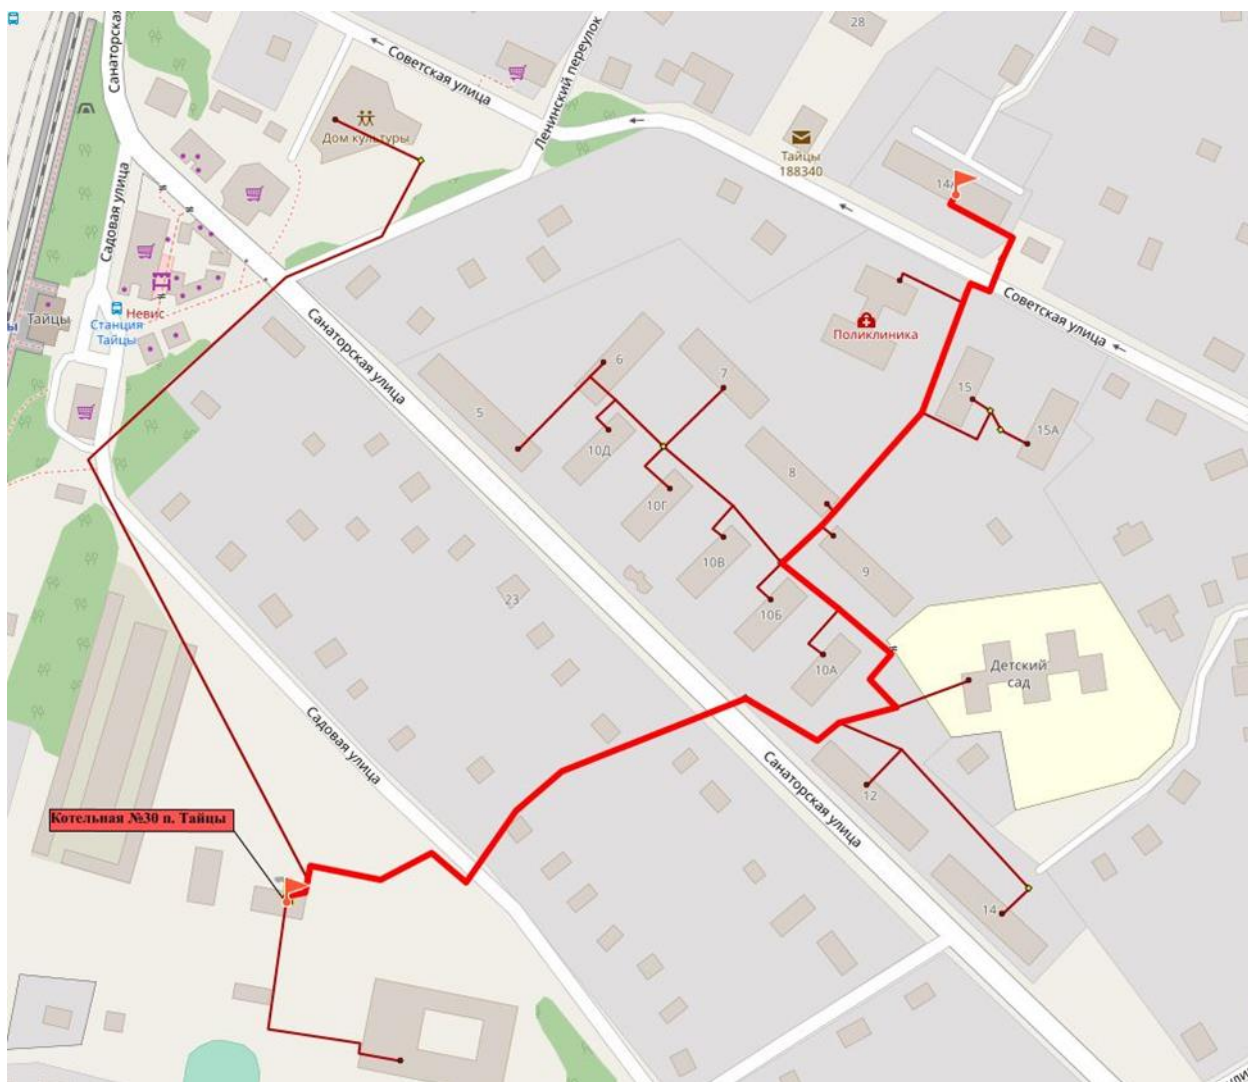 Санаторская
28
Советская улица
Ленинский переулок
Дом культуры
Тайцы
188340
14А
Садовая улица
Невис
Тайцы
Станция
Тайцы
Санаторская улица
Поликлиника
Советская улица
6
7
5
15
15А
10Д
8
10Г
10В
9
23
10Б
10А
Детский
сад
Садовая улица
Санаторская улица
12
Котельная №30 п. Тайцы
14